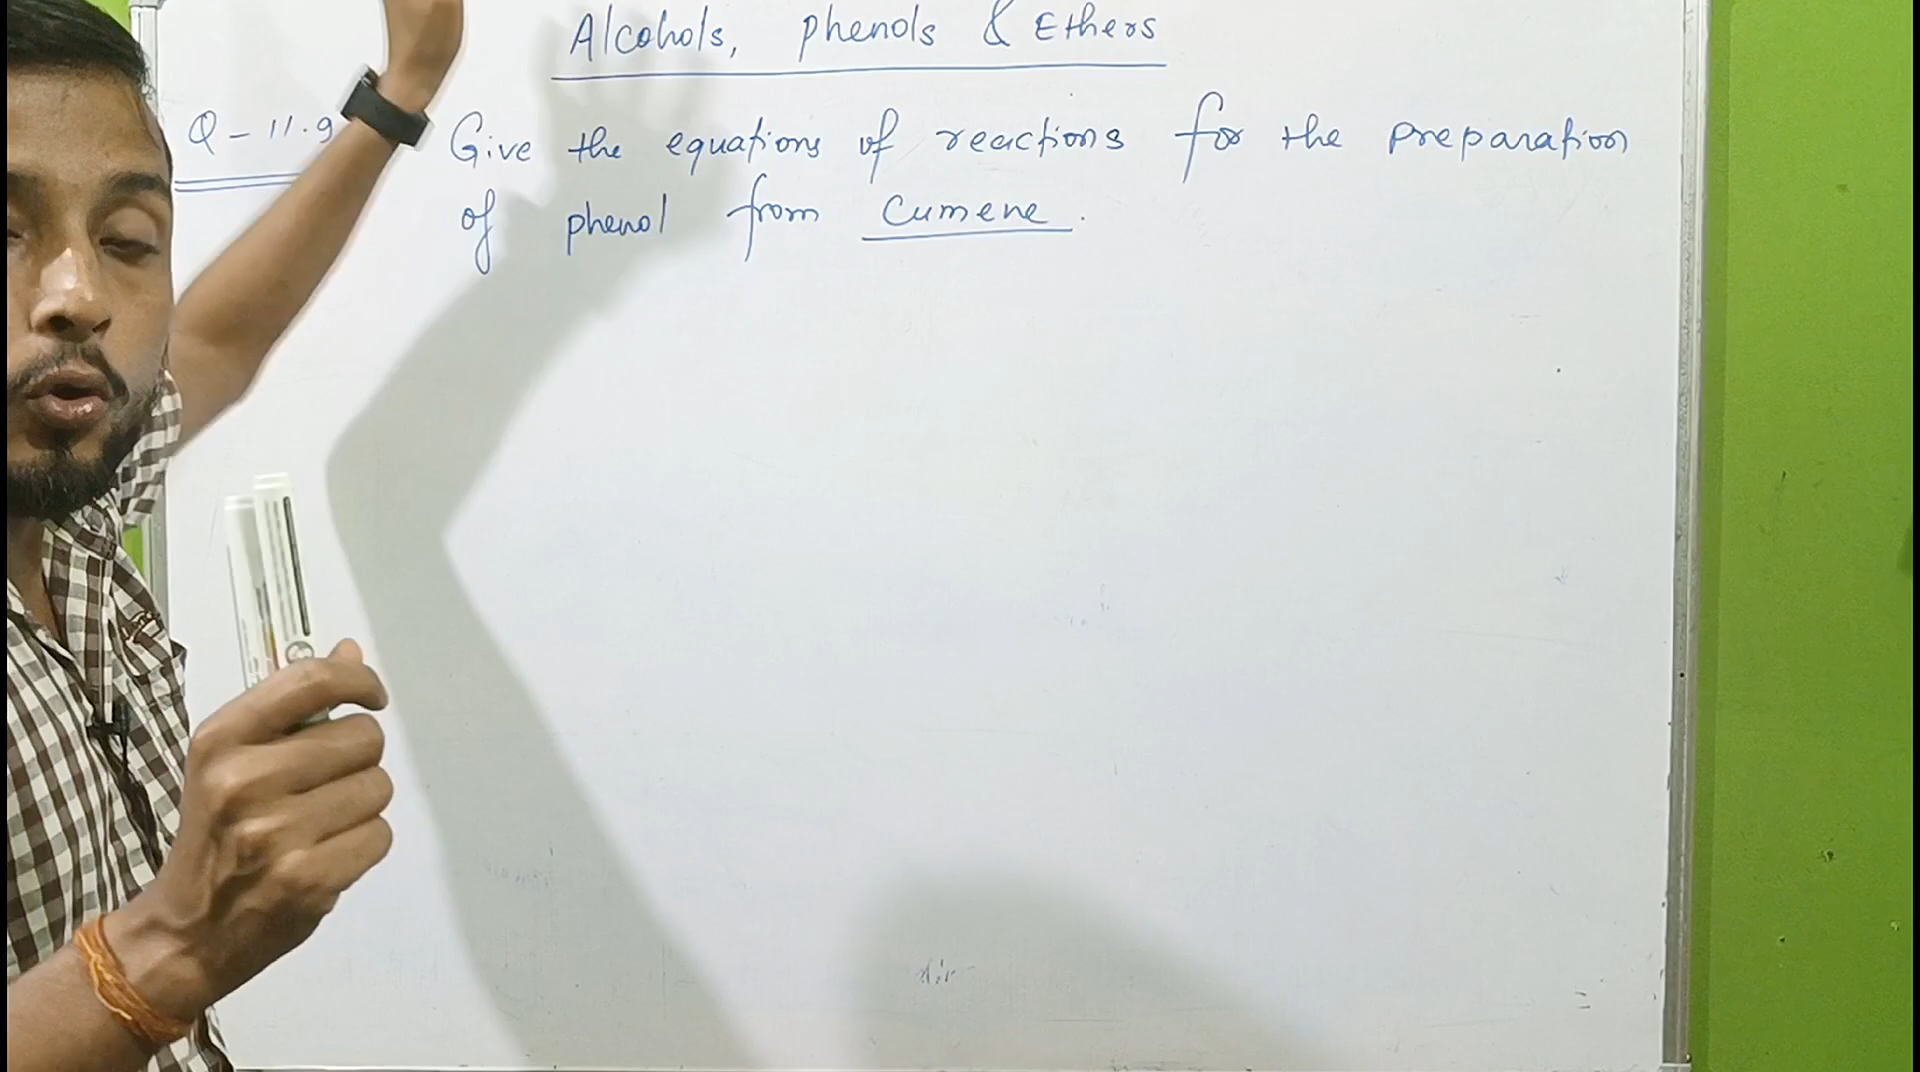 Alcohols, phenols & Ethers
Q - 11.9 Give the equations of reactions for the preparation
of phenol from Cumene.